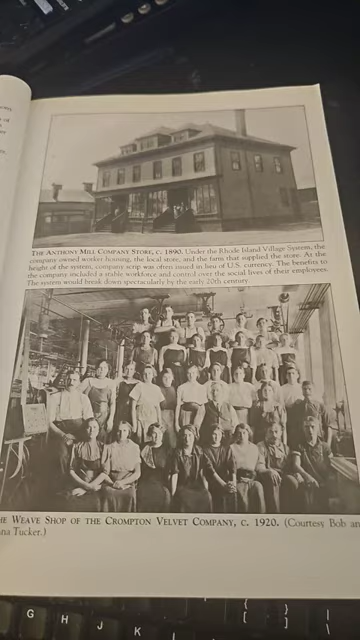 THE ANTHONY MILL COMPANY STORE, C. 1890. Under the Rhode Island Village System, the
company owned worker housing, the local store, and the farm that supplied the store. At the
height of the system, company scrip was often issued in lieu of U.S. currency. The benefits to
the company included a stable workforce and control over the social lives of their employees.
The system would break down spectacularly by the early 20th century.
HE WEAVE SHOP OF THE CROMPTON VELVET COMPANY, C. 1920. (Courtesy Bob an
na Tucker.)
G
H
J
K
L
[
{
]
}
\
|